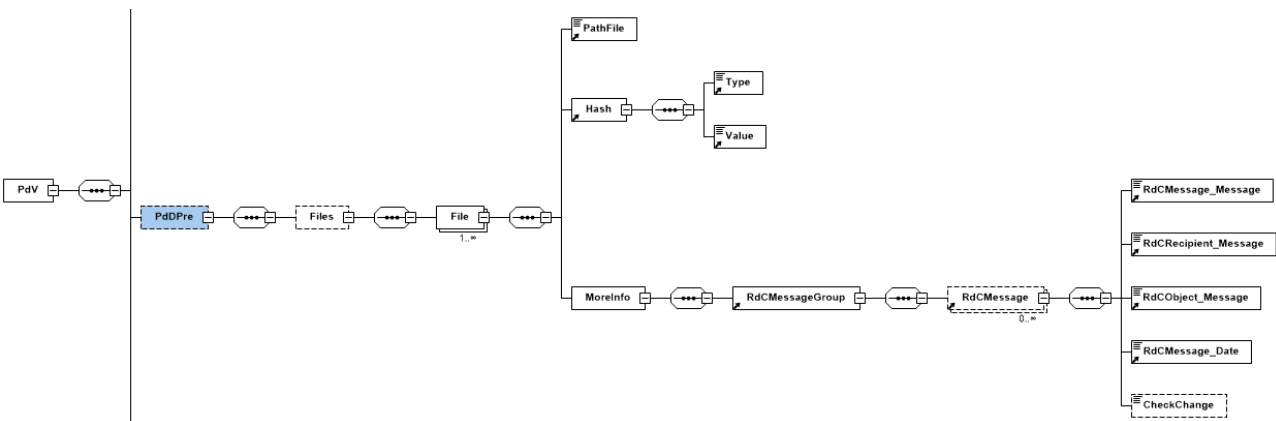 PathFile
Type
Hash
Value
PdV
RdCMessage_Message
PdDPre
Files
File
1..∞
RdCRecipient_Message
MoreInfo
RdCMessageGroup
RdCMessage
0..∞
RdCObject_Message
RdCMessage_Date
CheckChange